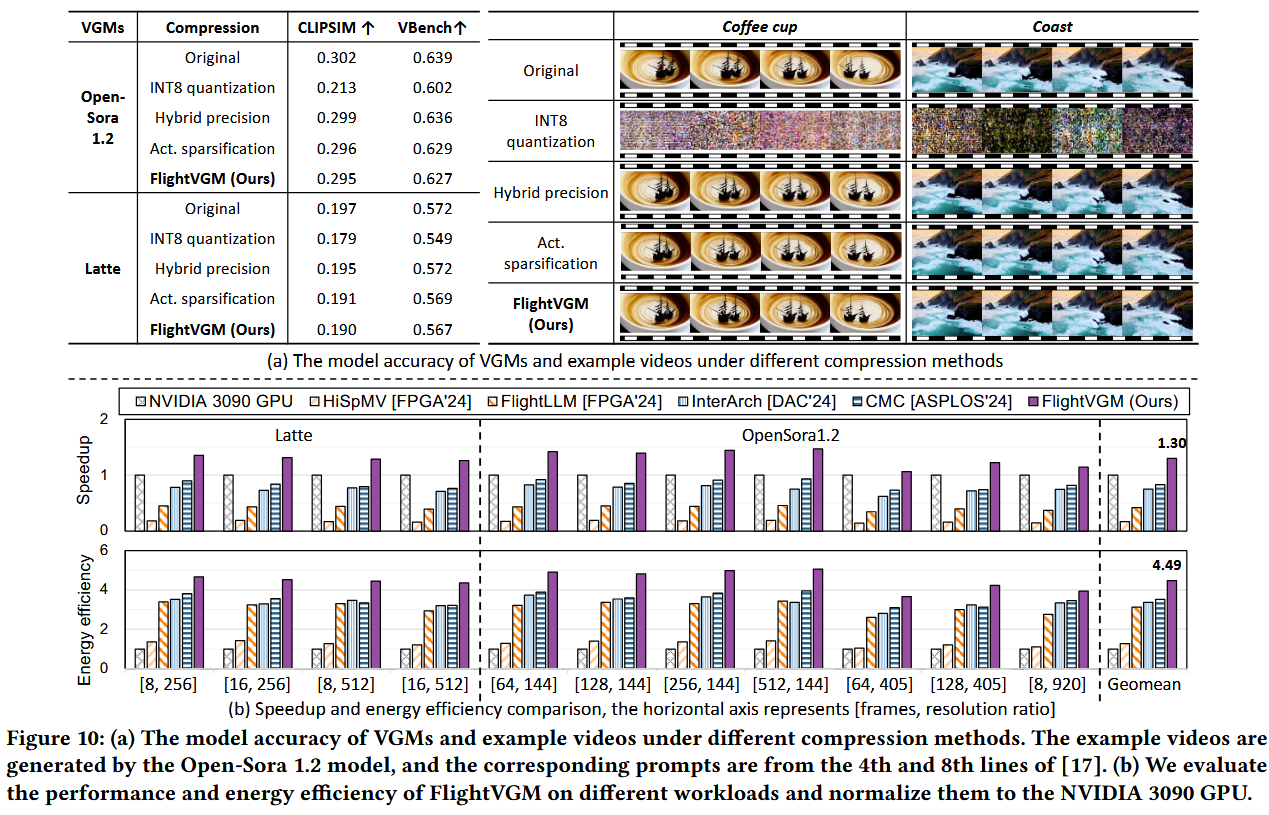 VGMs Compression CLIPSIM ↑ VBench↑
Open-Sora 1.2
Original 0.302 0.639
INT8 quantization 0.213 0.602
Hybrid precision 0.299 0.636
Act. sparsification 0.296 0.629
FlightVGM (Ours) 0.295 0.627
Latte
Original 0.197 0.572
INT8 quantization 0.179 0.549
Hybrid precision 0.195 0.572
Act. sparsification 0.191 0.569
FlightVGM (Ours) 0.190 0.567
Coffee cup Coast
Original
INT8
quantization
Hybrid precision
Act.
sparsification
FlightVGM
(Ours)
(a) The model accuracy of VGMs and example videos under different compression methods
NVIDIA 3090 GPU HiSpMV [FPGA'24] FlightLLM [FPGA'24] InterArch [DAC'24] CMC [ASPLOS'24] FlightVGM (Ours)
Speedup
2
1
0
Latte OpenSora1.2
1.30
Energy efficiency
6
4
2
0
4.49
[8, 256] [16, 256] [8, 512] [16, 512] [64, 144] [128, 144] [256, 144] [512, 144] [64, 405] [128, 405] [8, 920] Geomean
(b) Speedup and energy efficiency comparison, the horizontal axis represents [frames, resolution ratio]
Figure 10: (a) The model accuracy of VGMs and example videos under different compression methods. The example videos are
generated by the Open-Sora 1.2 model, and the corresponding prompts are from the 4th and 8th lines of [17]. (b) We evaluate
the performance and energy efficiency of FlightVGM on different workloads and normalize them to the NVIDIA 3090 GPU.